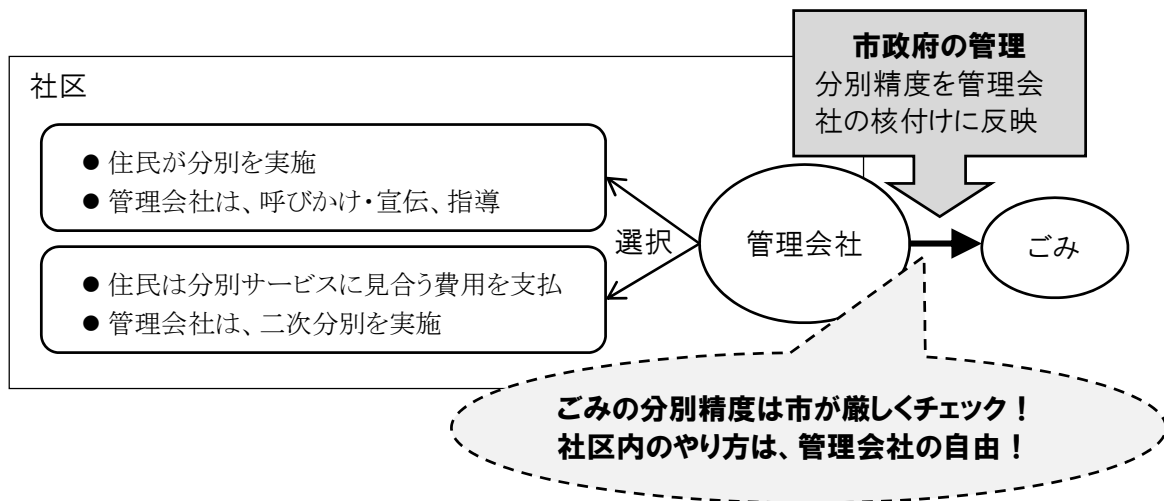 市政府の管理
分別精度を管理会
社の核付けに反映
社区
● 住民が分別を実施
● 管理会社は、呼びかけ・宣伝、指導
選択
管理会社
ごみ
● 住民は分別サービスに見合う費用を支払
● 管理会社は、二次分別を実施
ごみの分別精度は市が厳しくチェック！
社区内のやり方は、管理会社の自由！